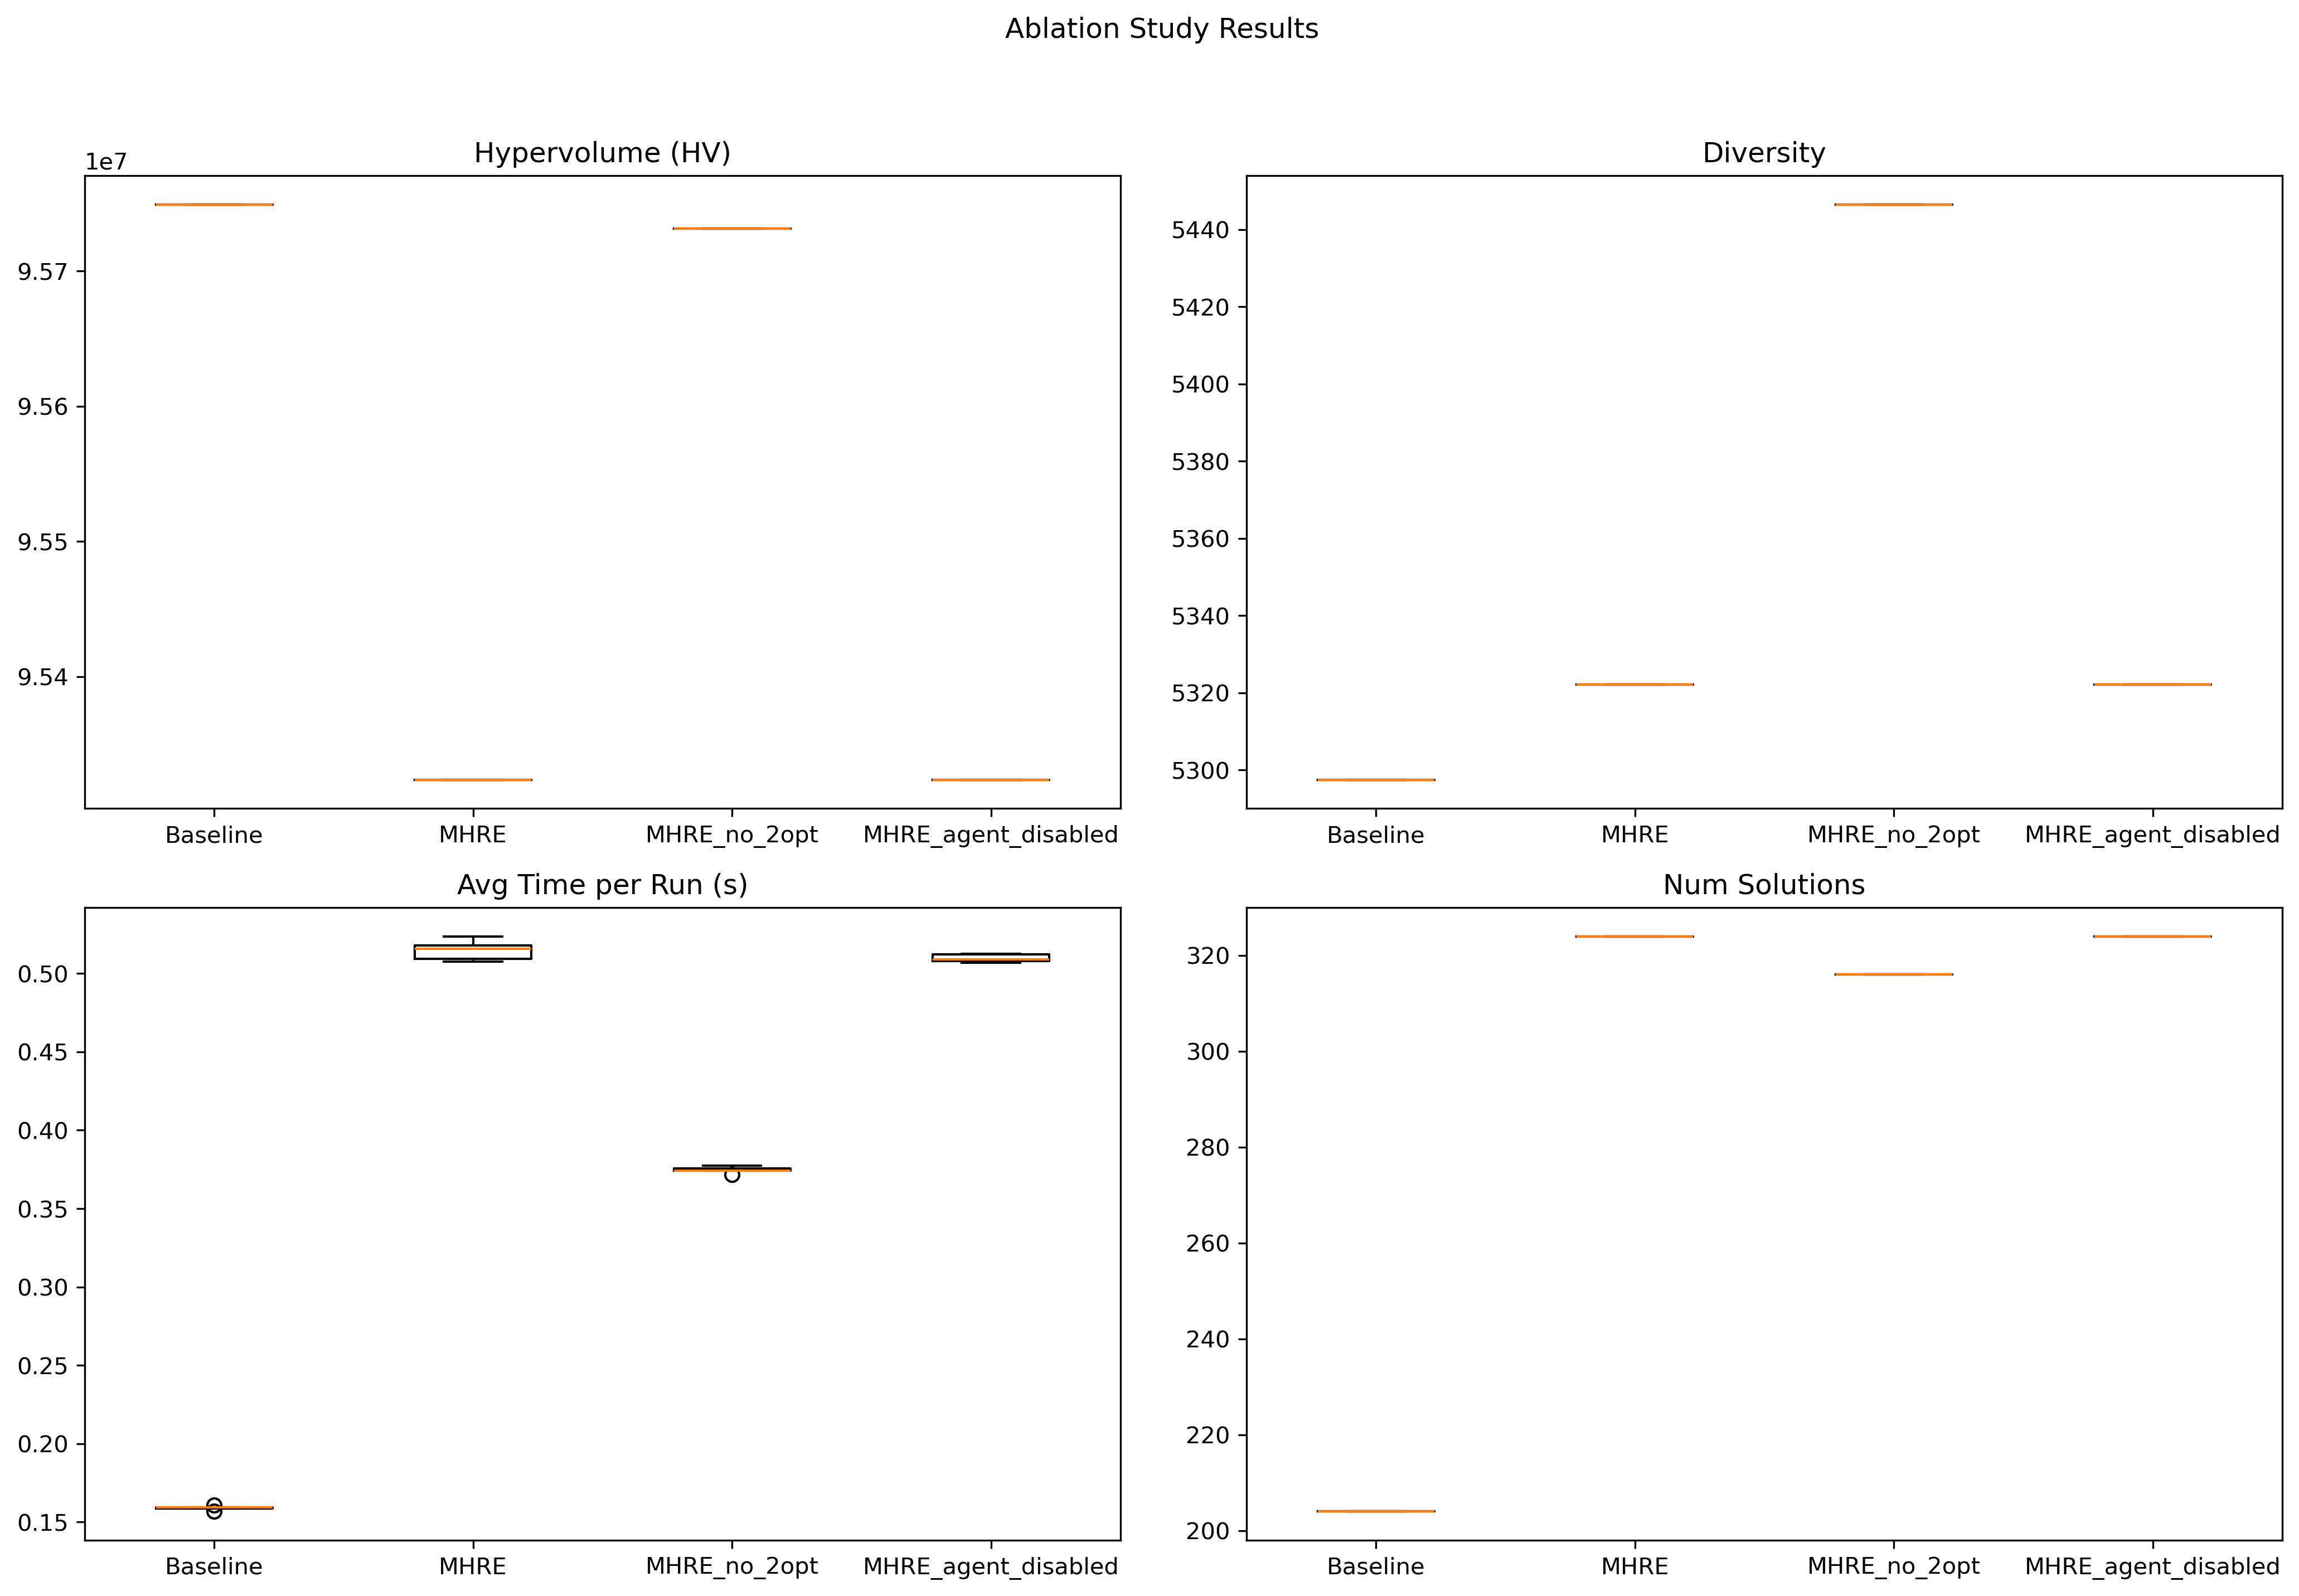 Ablation Study Results
Hypervolume (HV)
1e7
9.57
9.56
9.55
9.54
Baseline
MHRE
MHRE_no_2opt
MHRE_agent_disabled
Diversity
5440
5420
5400
5380
5360
5340
5320
5300
Baseline
MHRE
MHRE_no_2opt
MHRE_agent_disabled
Avg Time per Run (s)
0.50
0.45
0.40
0.35
0.30
0.25
0.20
0.15
Baseline
MHRE
MHRE_no_2opt
MHRE_agent_disabled
Num Solutions
320
300
280
260
240
220
200
Baseline
MHRE
MHRE_no_2opt
MHRE_agent_disabled